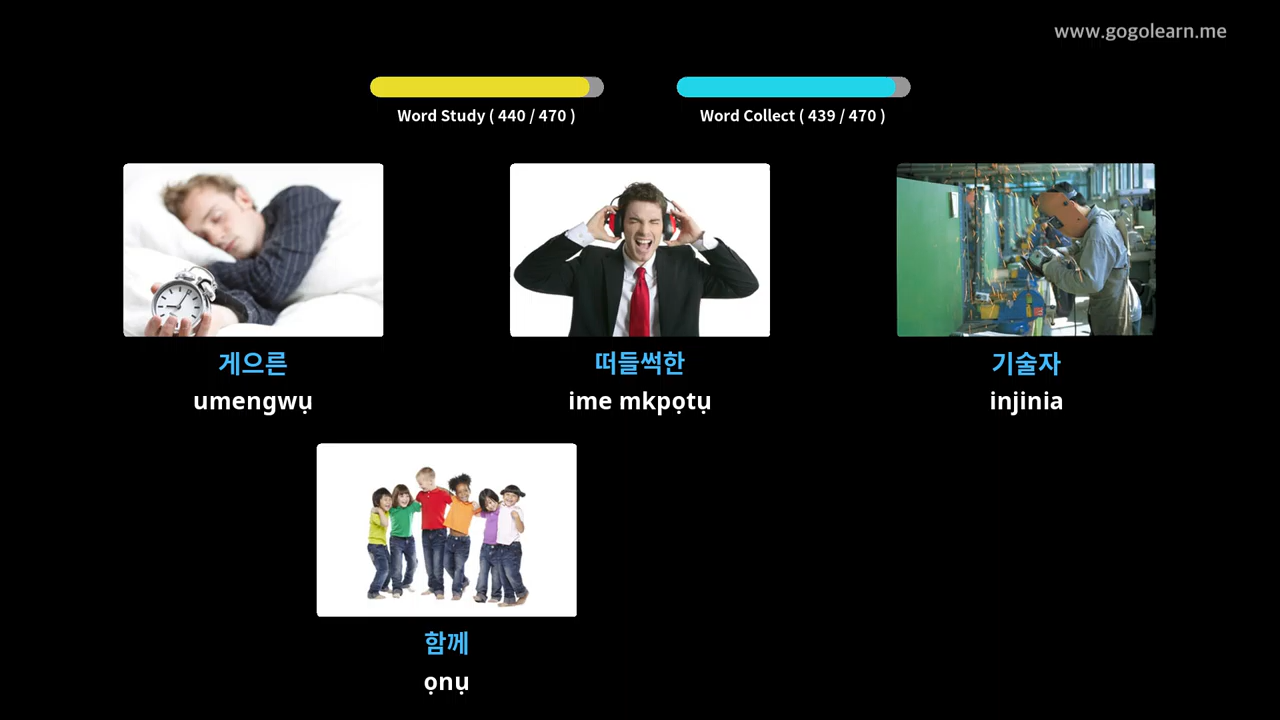 www.gogolearn.me
Word Study ( 440 / 470 )
Word Collect ( 439 / 470 )
게으른
umengwụ
떠들썩한
ime mkpọtụ
기술자
injinia
함께
ọnụ